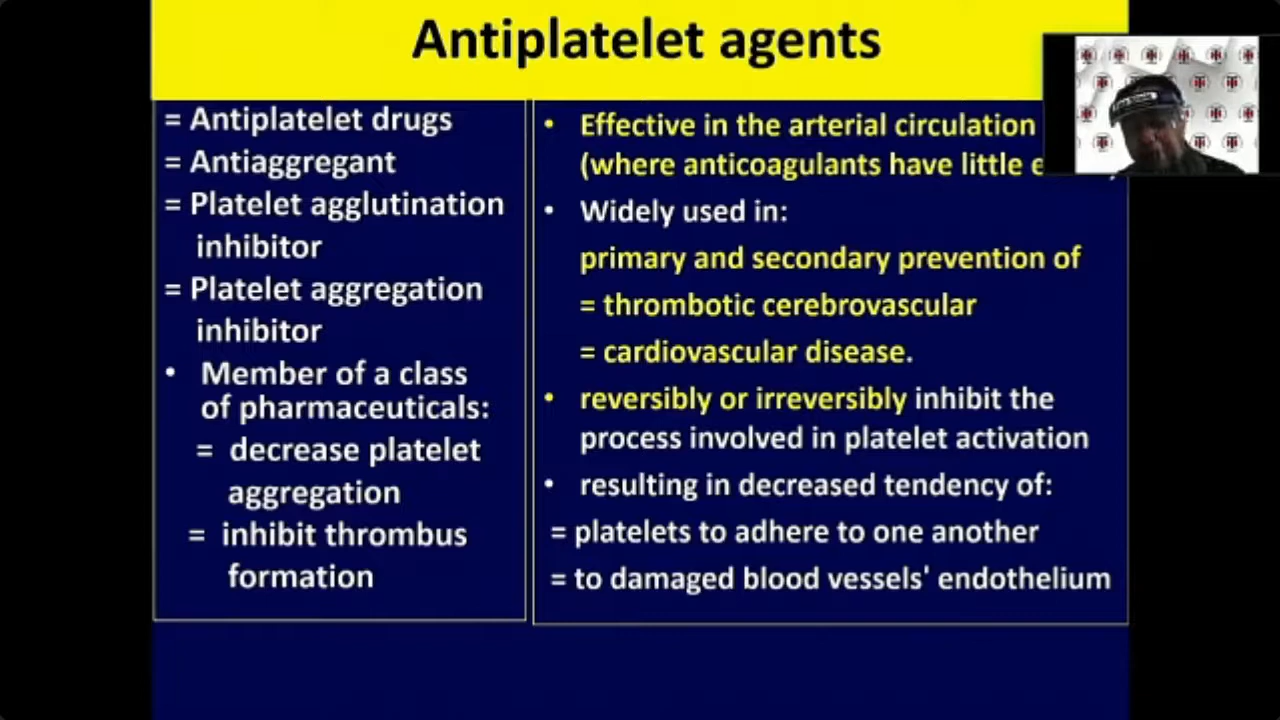 Antiplatelet agents
= Antiplatelet drugs
= Antiaggregant
= Platelet agglutination
inhibitor
= Platelet aggregation
inhibitor
• Member of a class
of pharmaceuticals:
= decrease platelet
aggregation
= inhibit thrombus
formation
• Effective in the arterial circulation
(where anticoagulants have little
• Widely used in:
primary and secondary prevention of
= thrombotic cerebrovascular
= cardiovascular disease.
• reversibly or irreversibly inhibit the
process involved in platelet activation
• resulting in decreased tendency of:
= platelets to adhere to one another
= to damaged blood vessels' endothelium